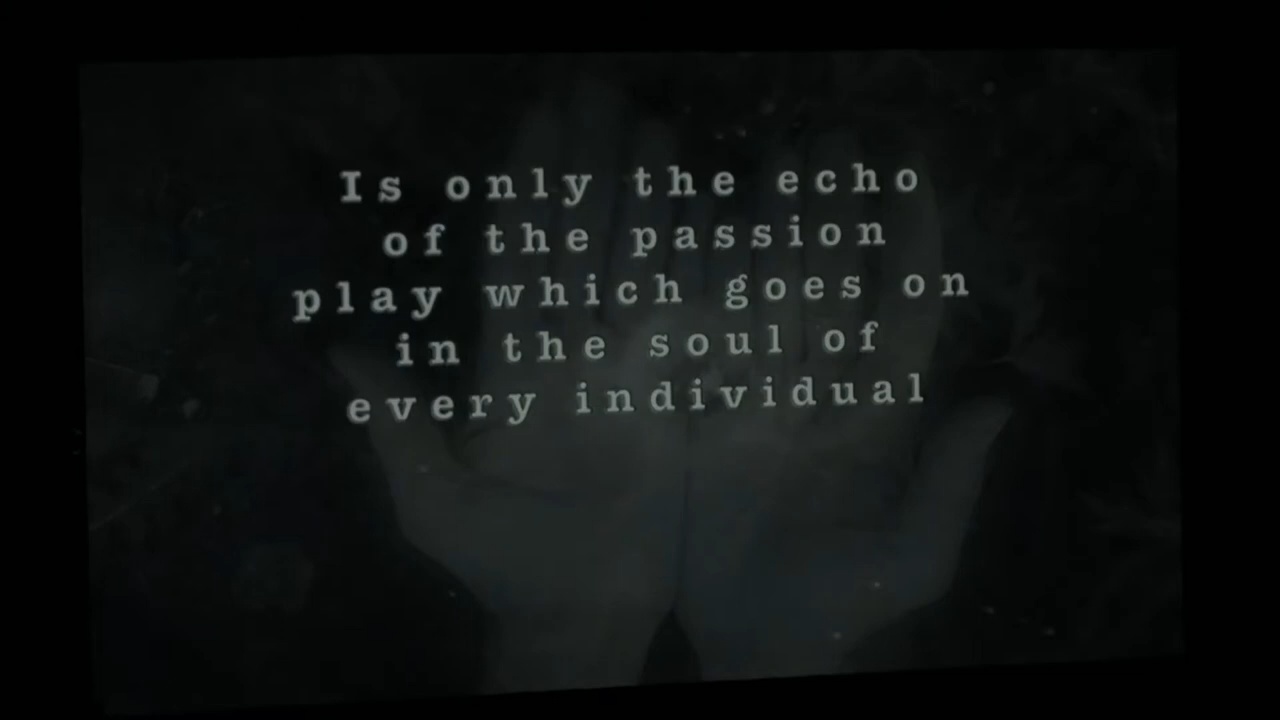 Is only the echo
of the passion
play which goes on
in the soul of
every individual